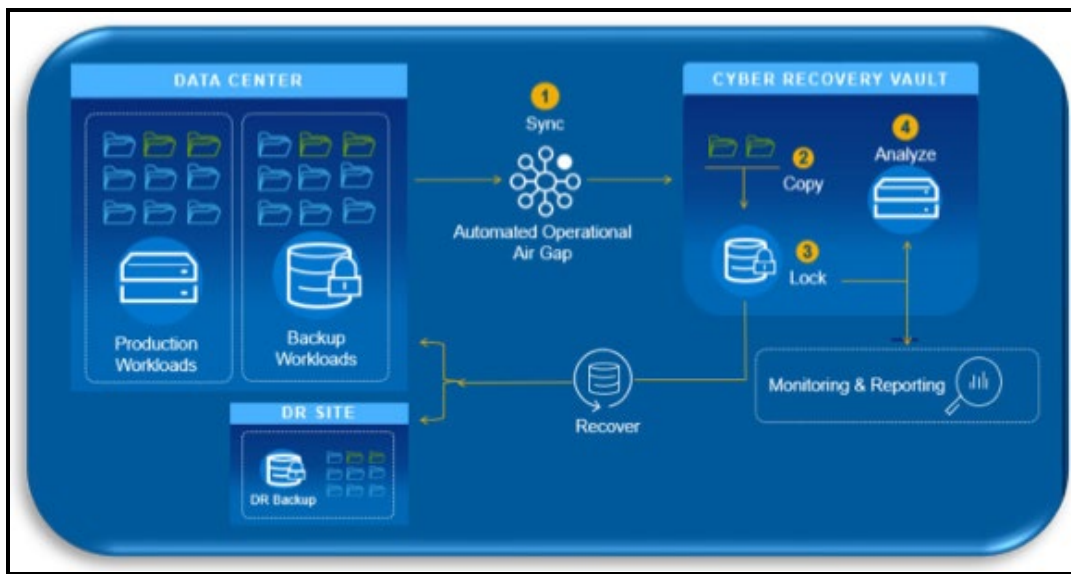 DATA CENTER
Production
Workloads
Backup
Workloads
1
Sync
Automated Operational
Air Gap
CYBER RECOVERY VAULT
2
Copy
3
Lock
4
Analyze
Monitoring & Reporting
Recover
DR SITE
DR Backup